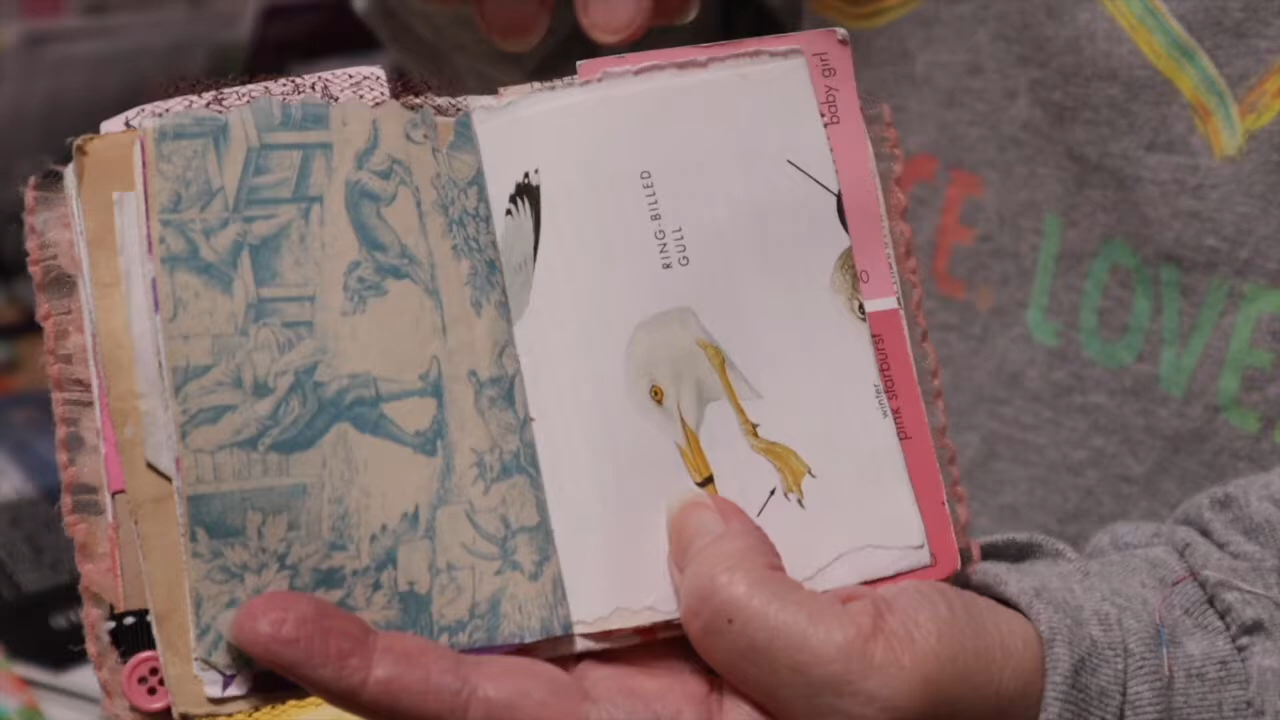 RING-BILLED
GULL
baby girl
winter
pink starburst
LOVE